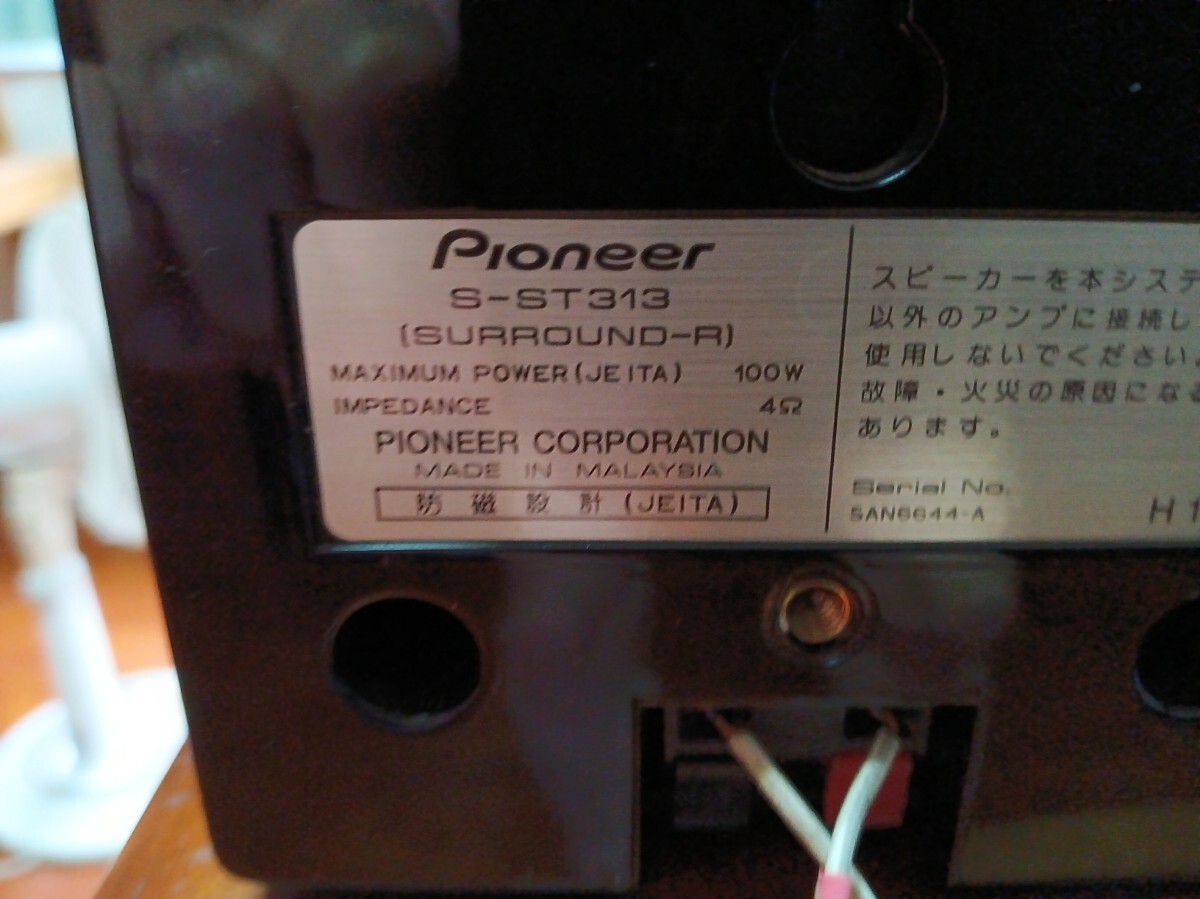 Pioneer
S-ST313
(SURROUND-R)
MAXIMUM POWER (JEITA) 100W
IMPEDANCE 4Ω
PIONEER CORPORATION
MADE IN MALAYSIA
防磁設計 (JEITA)
スピーカーを本システ
以外のアンプに接続し
使用しないでください。
故障・火災の原因になる
あります。
Serial No.
SAN6644-A
H1